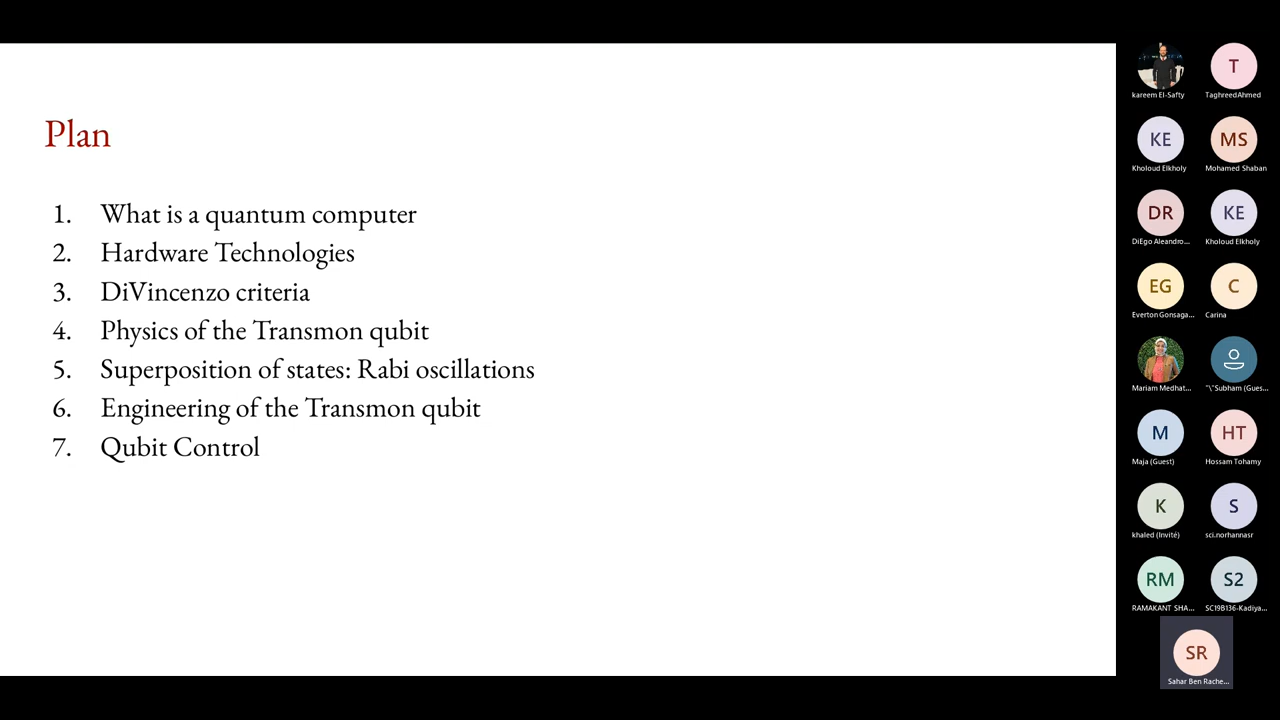 Plan
1. What is a quantum computer
2. Hardware Technologies
3. DiVincenzo criteria
4. Physics of the Transmon qubit
5. Superposition of states: Rabi oscillations
6. Engineering of the Transmon qubit
7. Qubit Control
kareem El-Safty
T
TaghreedAhmed
KE
Kholoud Elkholy
MS
Mohamed Shaban
DR
DiEgo Aleandro...
KE
Kholoud Elkholy
EG
Everton Gonsaga...
C
Carina
Mariam Medhat...
"\"Subham (Gues...
M
Maja (Guest)
HT
Hossam Tohamy
K
khaled (Invité)
S
sci.norhannasr
RM
RAMAKANT SHA...
S2
SC19B136-Kadiya...
SR
Sahar Ben Rache...